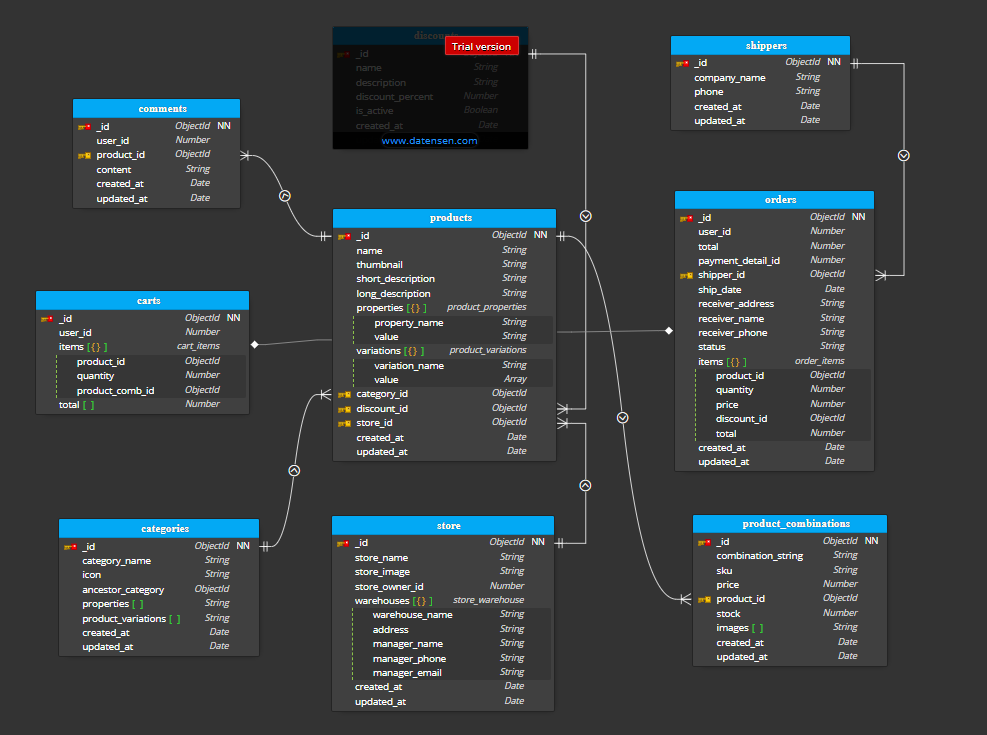 discounts
Trial version
_id
name String
description String
discount_percent Number
is_active Boolean
created_at Date
www.datensen.com
shippers
_id ObjectId NN
company_name String
phone String
created_at Date
updated_at Date
comments
_id ObjectId NN
user_id Number
product_id ObjectId
content String
created_at Date
updated_at Date
products
_id ObjectId NN
name String
thumbnail String
short_description String
long_description String
properties [{}] product_properties
property_name String
value String
variations [{}] product_variations
variation_name String
value Array
category_id ObjectId
discount_id ObjectId
store_id ObjectId
created_at Date
updated_at Date
orders
_id ObjectId NN
user_id Number
total Number
payment_detail_id Number
shipper_id ObjectId
ship_date Date
receiver_address String
receiver_name String
receiver_phone String
status String
items [{}] order_items
product_id ObjectId
quantity Number
price Number
discount_id ObjectId
total Number
created_at Date
updated_at Date
carts
_id ObjectId NN
user_id Number
items [{}] cart_items
product_id ObjectId
quantity Number
product_comb_id ObjectId
total [ ] Number
categories
_id ObjectId NN
category_name String
icon String
ancestor_category ObjectId
properties [ ] String
product_variations [ ] String
created_at Date
updated_at Date
store
_id ObjectId NN
store_name String
store_image String
store_owner_id Number
warehouses [{}] store_warehouse
warehouse_name String
address String
manager_name String
manager_phone String
manager_email String
created_at Date
updated_at Date
product_combinations
_id ObjectId NN
combination_string String
sku String
price Number
product_id ObjectId
stock Number
images [ ] String
created_at Date
updated_at Date